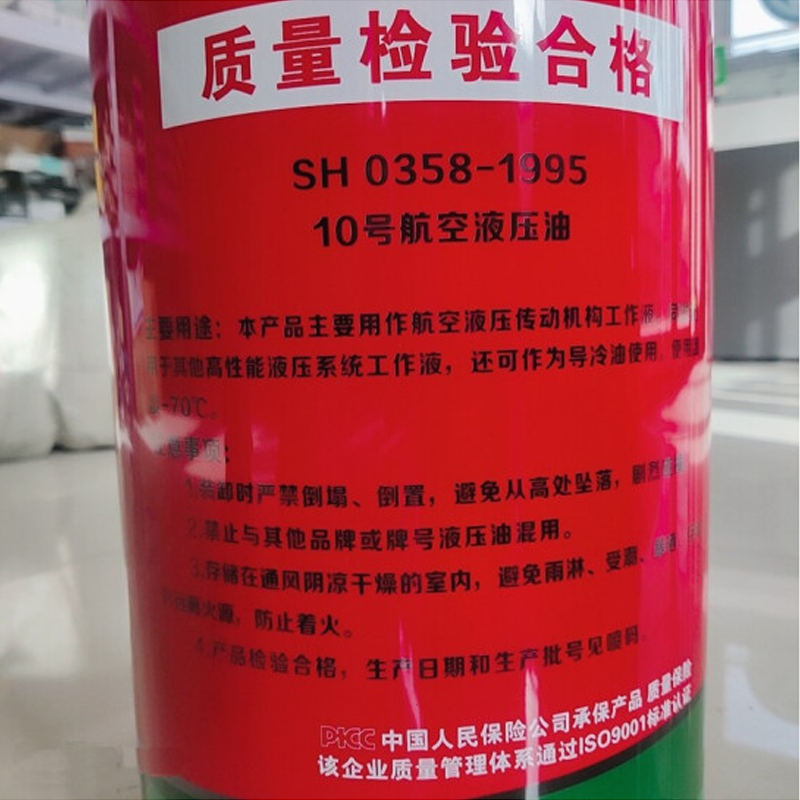 质量检验合格
SH 0358-1995
10号航空液压油
主要用途：本产品主要用作航空液压传动机构工作液，
用于其他高性能液压系统工作液，还可作为导冷油使用，使用温
-70℃。
注意事项：
1.装卸时严禁倒塌、倒置，避免从高处坠落，剧烈
2.禁止与其他品牌或牌号液压油混用。
3.存储在通风阴凉干燥的室内，避免雨淋、受潮、
离火源，防止着火。
4.产品检验合格，生产日期和生产批号见喷码。
PICC 中国人民保险公司承保产品 质量保险
该企业质量管理体系通过ISO9001标准认证